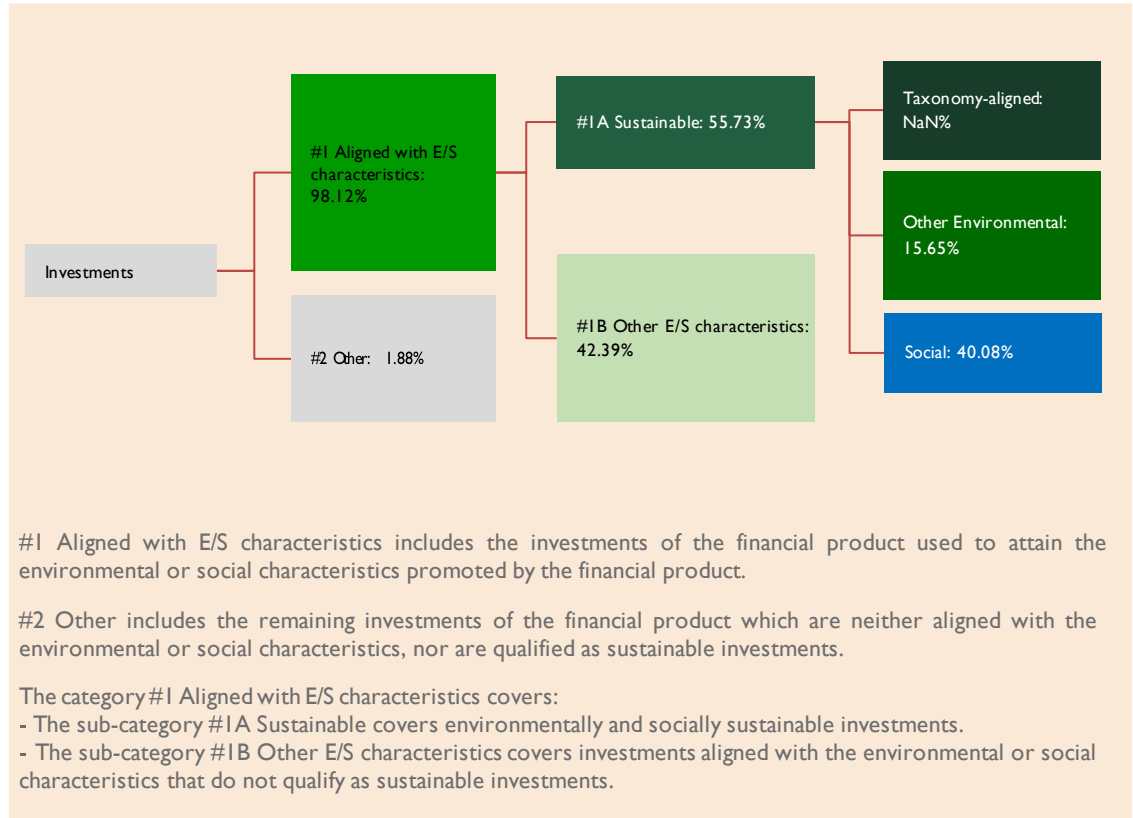 Investments
#1 Aligned with E/S
characteristics:
98.12%
#2 Other: 1.88%
#1A Sustainable: 55.73%
#1B Other E/S characteristics:
42.39%
Taxonomy-aligned:
NaN%
Other Environmental:
15.65%
Social: 40.08%
#1 Aligned with E/S characteristics includes the investments of the financial product used to attain the
environmental or social characteristics promoted by the financial product.
#2 Other includes the remaining investments of the financial product which are neither aligned with the
environmental or social characteristics, nor are qualified as sustainable investments.
The category #1 Aligned with E/S characteristics covers:
- The sub-category #1A Sustainable covers environmentally and socially sustainable investments.
- The sub-category #1B Other E/S characteristics covers investments aligned with the environmental or social
characteristics that do not qualify as sustainable investments.